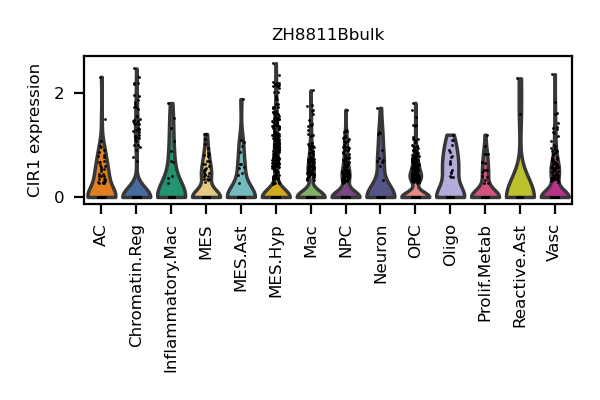 ZH8811Bbulk
CIR1 expression
2
0
AC
Chromatin.Reg
Inflammatory.Mac
MES
MES.Ast
MES.Hyp
Mac
NPC
Neuron
OPC
Oligo
Prolif.Metab
Reactive.Ast
Vasc